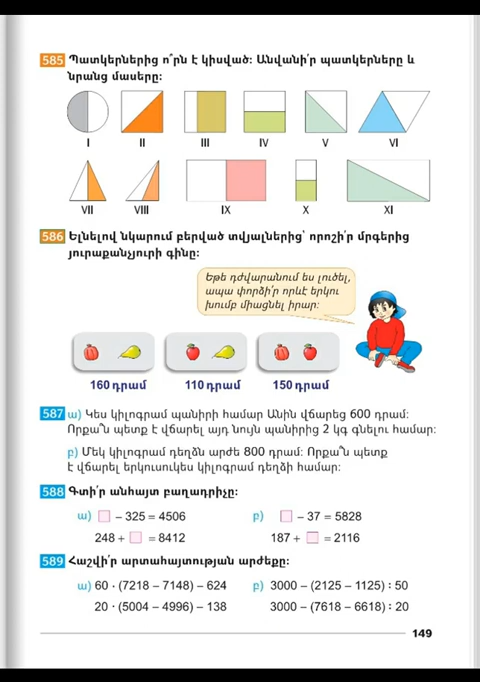 585 Պատկերներից ո՞րն է կիսված։ Անվանի՛ր պատկերները և
նրանց մասերը։
I II III IV V VI
VII VIII IX X XI
586 Ելնելով նկարում բերված տվյալներից՝ որոշի՛ր մրգերից
յուրաքանչյուրի գինը։
Եթե դժվարանում ես լուծել,
ապա փորձի՛ր որևէ երկու
խումբ միացնել իրար։
160 դրամ 110 դրամ 150 դրամ
587 ա) Կես կիլոգրամ պանիրի համար Անին վճարեց 600 դրամ։
Որքա՞ն պետք է վճարել այդ նույն պանիրից 2 կգ գնելու համար։
բ) Մեկ կիլոգրամ դեղձն արժե 800 դրամ։ Որքա՞ն պետք
է վճարել երկուսուկես կիլոգրամ դեղձի համար։
588 Գտի՛ր անհայտ բաղադրիչը։
ա) □ – 325 = 4506 բ) □ – 37 = 5828
248 + □ = 8412 187 + □ = 2116
589 Հաշվի՛ր արտահայտության արժեքը։
ա) 60 · (7218 – 7148) – 624 բ) 3000 – (2125 – 1125) : 50
20 · (5004 – 4996) – 138 3000 – (7618 – 6618) : 20
149